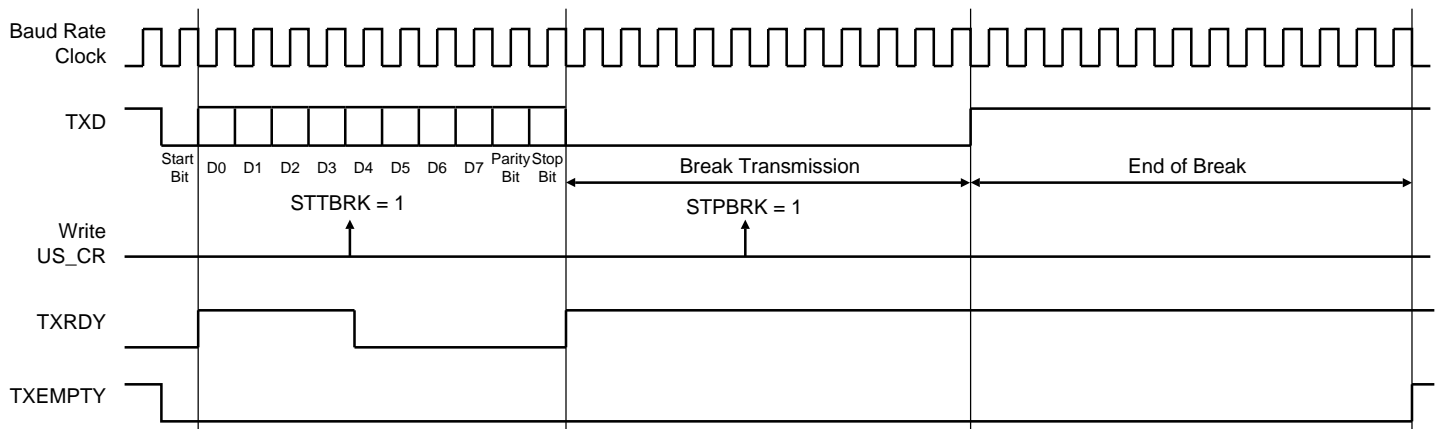 Baud Rate
Clock
TXD
Start
Bit
D0 D1 D2 D3 D4 D5 D6 D7
Parity
Bit
Stop
Bit
Break Transmission
End of Break
STTBRK = 1
STPBRK = 1
Write
US_CR
TXRDY
TXEMPTY